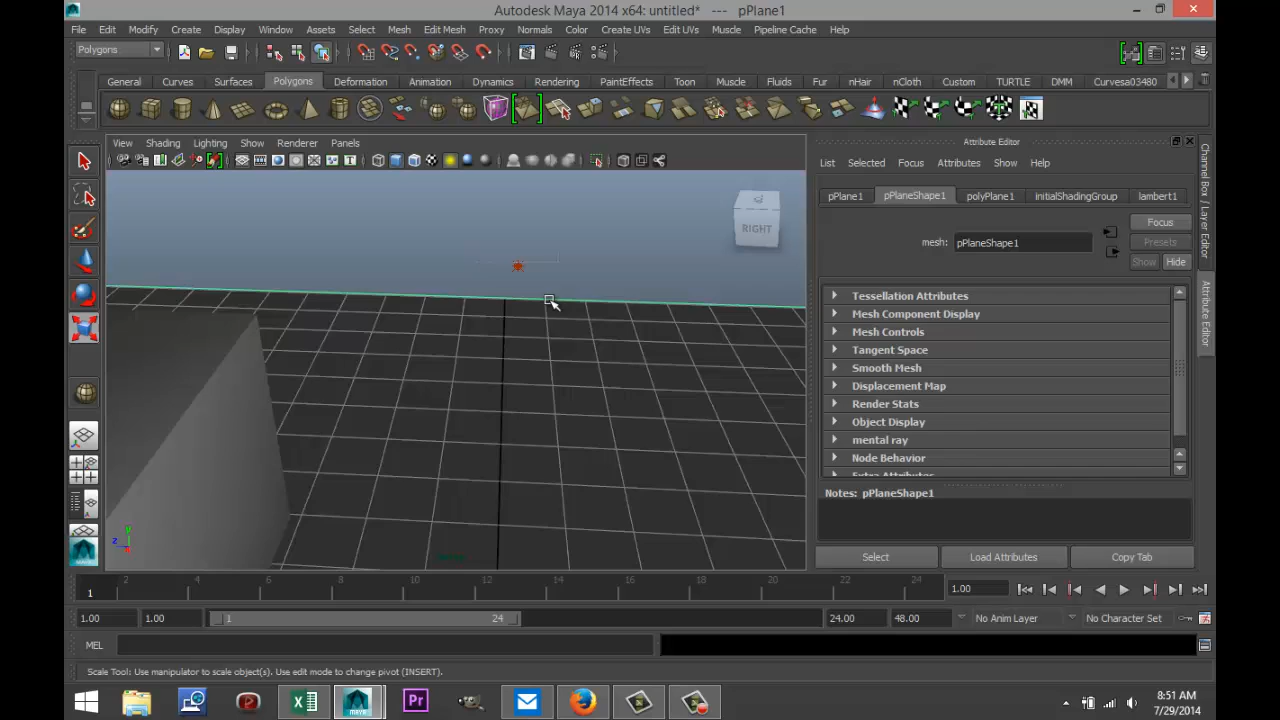 Autodesk Maya 2014 x64: untitled*   ---   pPlane1
File Edit Modify Create Display Window Assets Select Mesh Edit Mesh Proxy Normals Color Create UVs Edit UVs Muscle Pipeline Cache Help
Polygons
General Curves Surfaces Polygons Deformation Animation Dynamics Rendering PaintEffects Toon Muscle Fluids Fur nHair nCloth Custom TURTLE DMM Curvesa03480
View Shading Lighting Show Renderer Panels
Attribute Editor
List Selected Focus Attributes Show Help
pPlane1 pPlaneShape1 polyPlane1 initialShadingGroup lambert1
RIGHT
mesh: pPlaneShape1
Focus
Presets
Show Hide
Tessellation Attributes
Mesh Component Display
Mesh Controls
Tangent Space
Smooth Mesh
Displacement Map
Render Stats
Object Display
mental ray
Node Behavior
Extra Attributes
Notes: pPlaneShape1
Select Load Attributes Copy Tab
Channel Box / Layer Editor
Attribute Editor
y
z
2 4 6 8 10 12 14 16 18 20 22 24
1
1.00
1.00 1.00 1 24 24.00 48.00 No Anim Layer No Character Set
MEL
Scale Tool: Use manipulator to scale object(s). Use edit mode to change pivot (INSERT).
MAYA
Pr
8:51 AM
7/29/2014